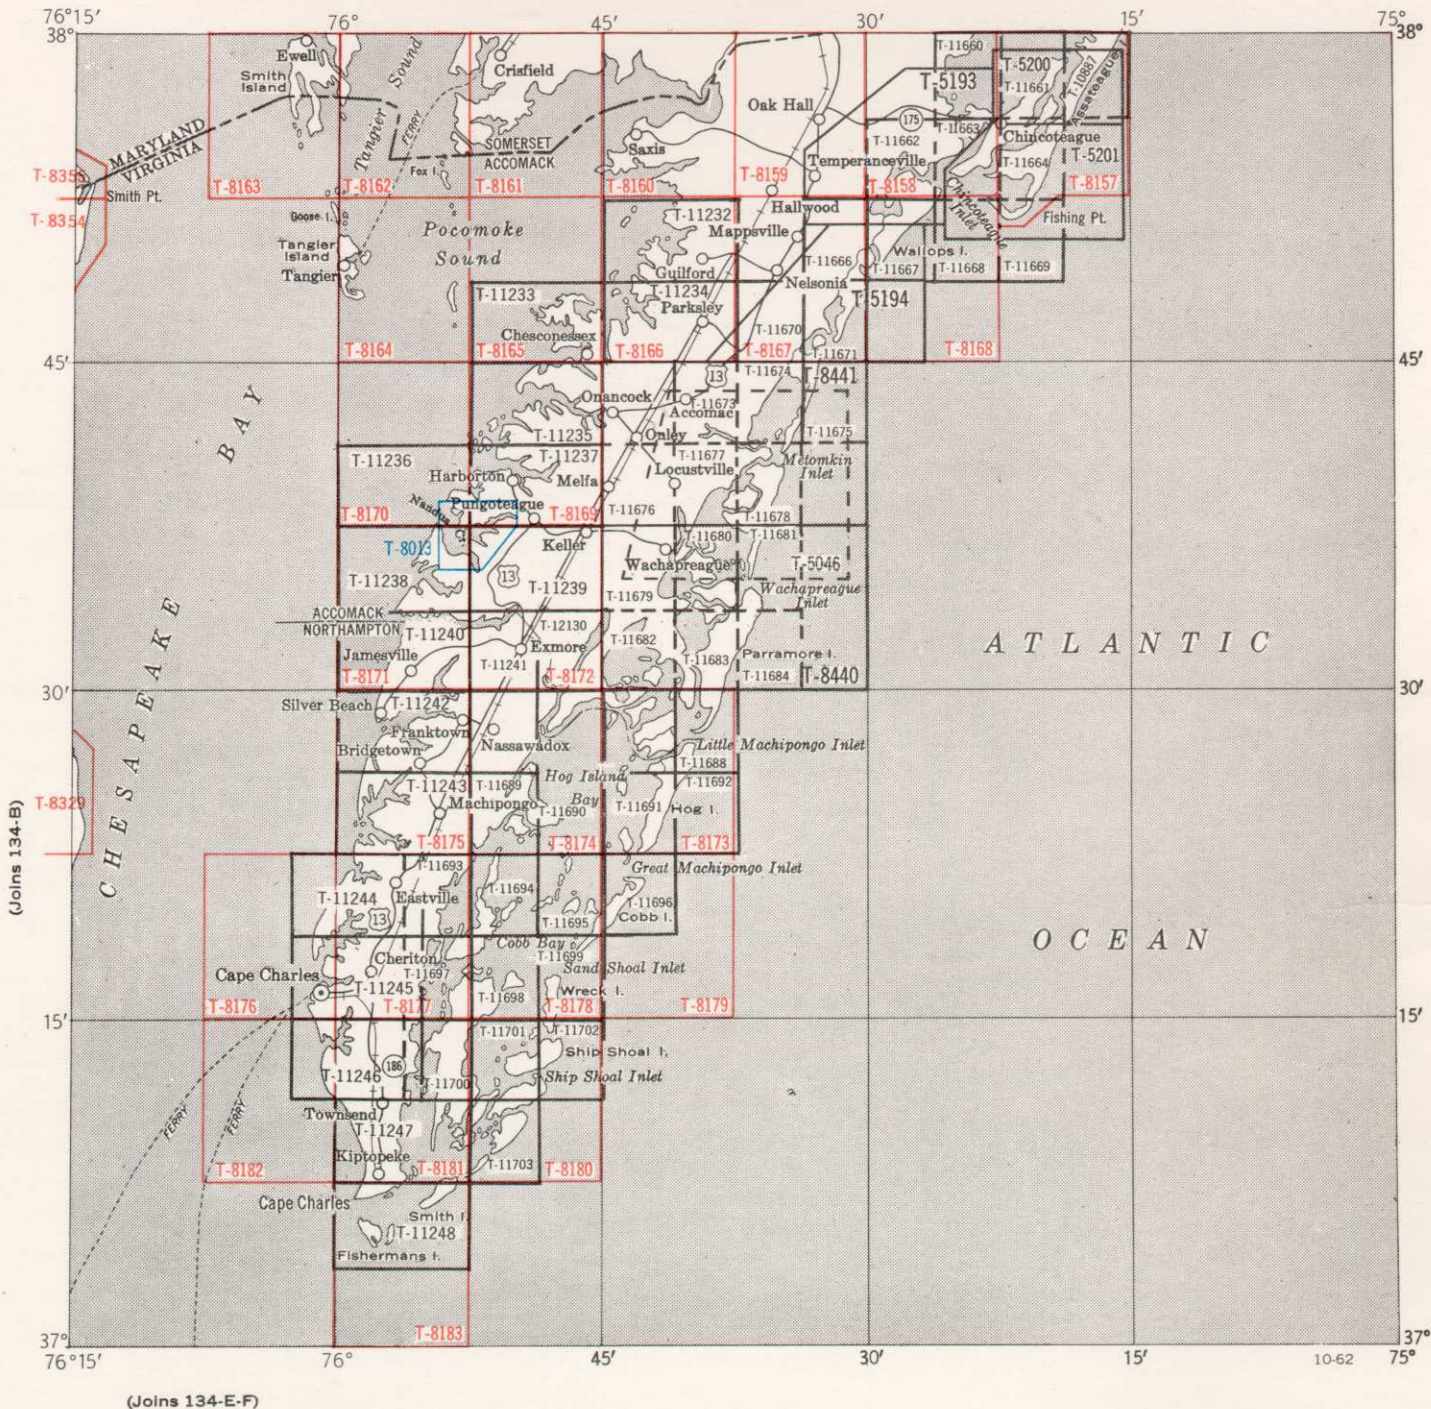 76°15′
76°
45′
30′
15′
75°
38°
38°
Ewell
Smith
Island
Tangier Sound
Crisfield
FERRY
MARYLAND
VIRGINIA
SOMERSET
ACCOMACK
Oak Hall
Saxis
T-11660
T-5193
T-5200
T-11661
T-10887
Assateague I.
175
T-11662
T-11663
Chincoteague
T-11664
T-5201
Temperanceville
T-8355
Smith Pt.
T-8354
T-8163
T-8162
Fox I.
T-8161
T-8160
T-8159
T-8158
T-8157
Chincoteague
Inlet
Fishing Pt.
Goose I.
Tangier
Island
Tangier
Pocomoke
Sound
T-11232
Hallwood
Mappsville
Guilford
Wallops I.
T-11666
T-11667
T-11668
T-11669
T-11233
T-11234
Nelsonia
T-5194
Parksley
Chesconessex
T-11670
T-11671
T-8164
T-8165
T-8166
T-8167
T-8168
45′
45′
13
T-11674
T-8441
Onancock
T-11673
Accomac
T-11235
Onley
T-11675
T-11236
T-11237
T-11677
Locustville
Metomkin
Inlet
Harborton
Melfa
Nandua
Pungoteague
T-8170
T-8169
T-11676
T-11678
T-8013
Keller
T-11680
T-11681
Wachapreague
T-5046
T-11238
13
T-11239
T-11679
Wachapreague
Inlet
ACCOMACK
NORTHAMPTON
T-11240
T-12130
T-11682
Jamesville
T-11241
Exmore
T-11683
Parramore I.
T-11684
T-8440
T-8171
T-8172
30′
30′
ATLANTIC
Silver Beach
T-11242
Franktown
Nassawadox
Bridgetown
Little Machipongo Inlet
T-11688
T-11243
T-11689
Hog Island
Bay
T-11692
Machipongo
T-11690
T-11691
Hog I.
T-8329
T-8175
T-8174
T-8173
CHESAPEAKE BAY
(Joins 134-B)
T-11693
Great Machipongo Inlet
T-11244
Eastville
T-11694
T-11696
13
T-11695
Cobb I.
OCEAN
Cobb Bay
T-11699
Cheriton
T-11697
Sand Shoal Inlet
Cape Charles
T-11245
T-11698
Wreck I.
T-8176
T-8177
T-8178
T-8179
15′
15′
T-11701
T-11702
Ship Shoal I.
186
T-11246
T-11700
Ship Shoal Inlet
FERRY
FERRY
Townsend
T-11247
Kiptopeke
T-11703
T-8182
T-8181
T-8180
Cape Charles
Smith I.
T-11248
Fishermans I.
T-8183
37°
37°
76°15′
76°
45′
30′
15′
10-62
75°
(Joins 134-E-F)